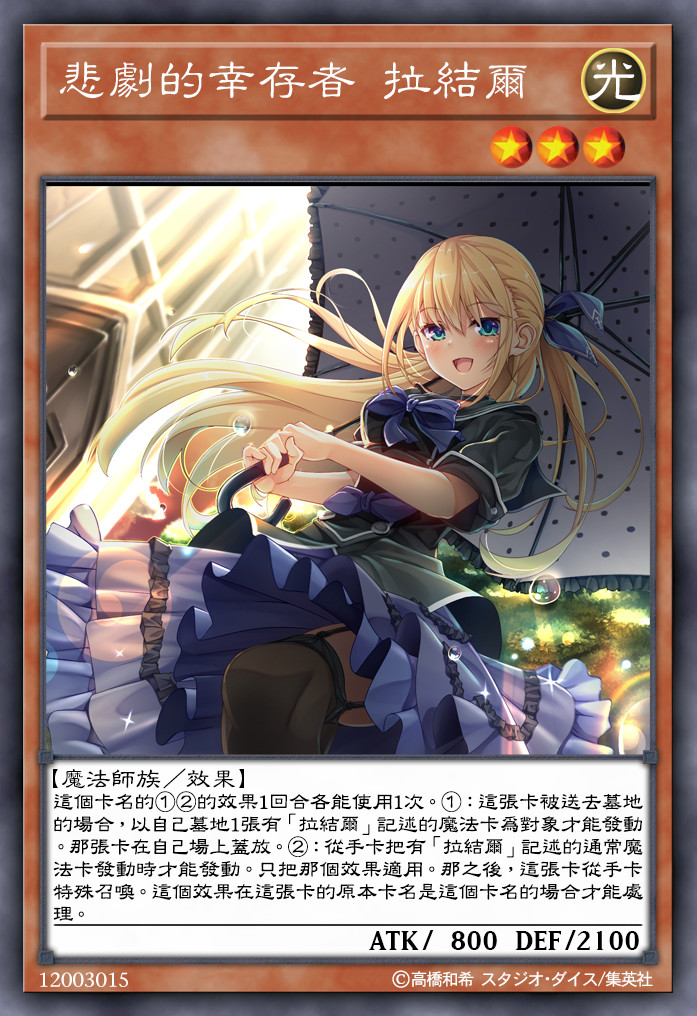 悲劇的幸存者 拉結爾
光
【魔法師族／效果】
這個卡名的①②的效果1回合各能使用1次。①：這張卡被送去墓地
的場合，以自己墓地1張有「拉結爾」記述的魔法卡為對象才能發動
。那張卡在自己場上蓋放。②：從手卡把有「拉結爾」記述的通常魔
法卡發動時才能發動。只把那個效果適用。那之後，這張卡從手卡
特殊召喚。這個效果在這張卡的原本卡名是這個卡名的場合才能處
理。
ATK/ 800 DEF/2100
12003015 ©高橋和希 スタジオ・ダイス/集英社